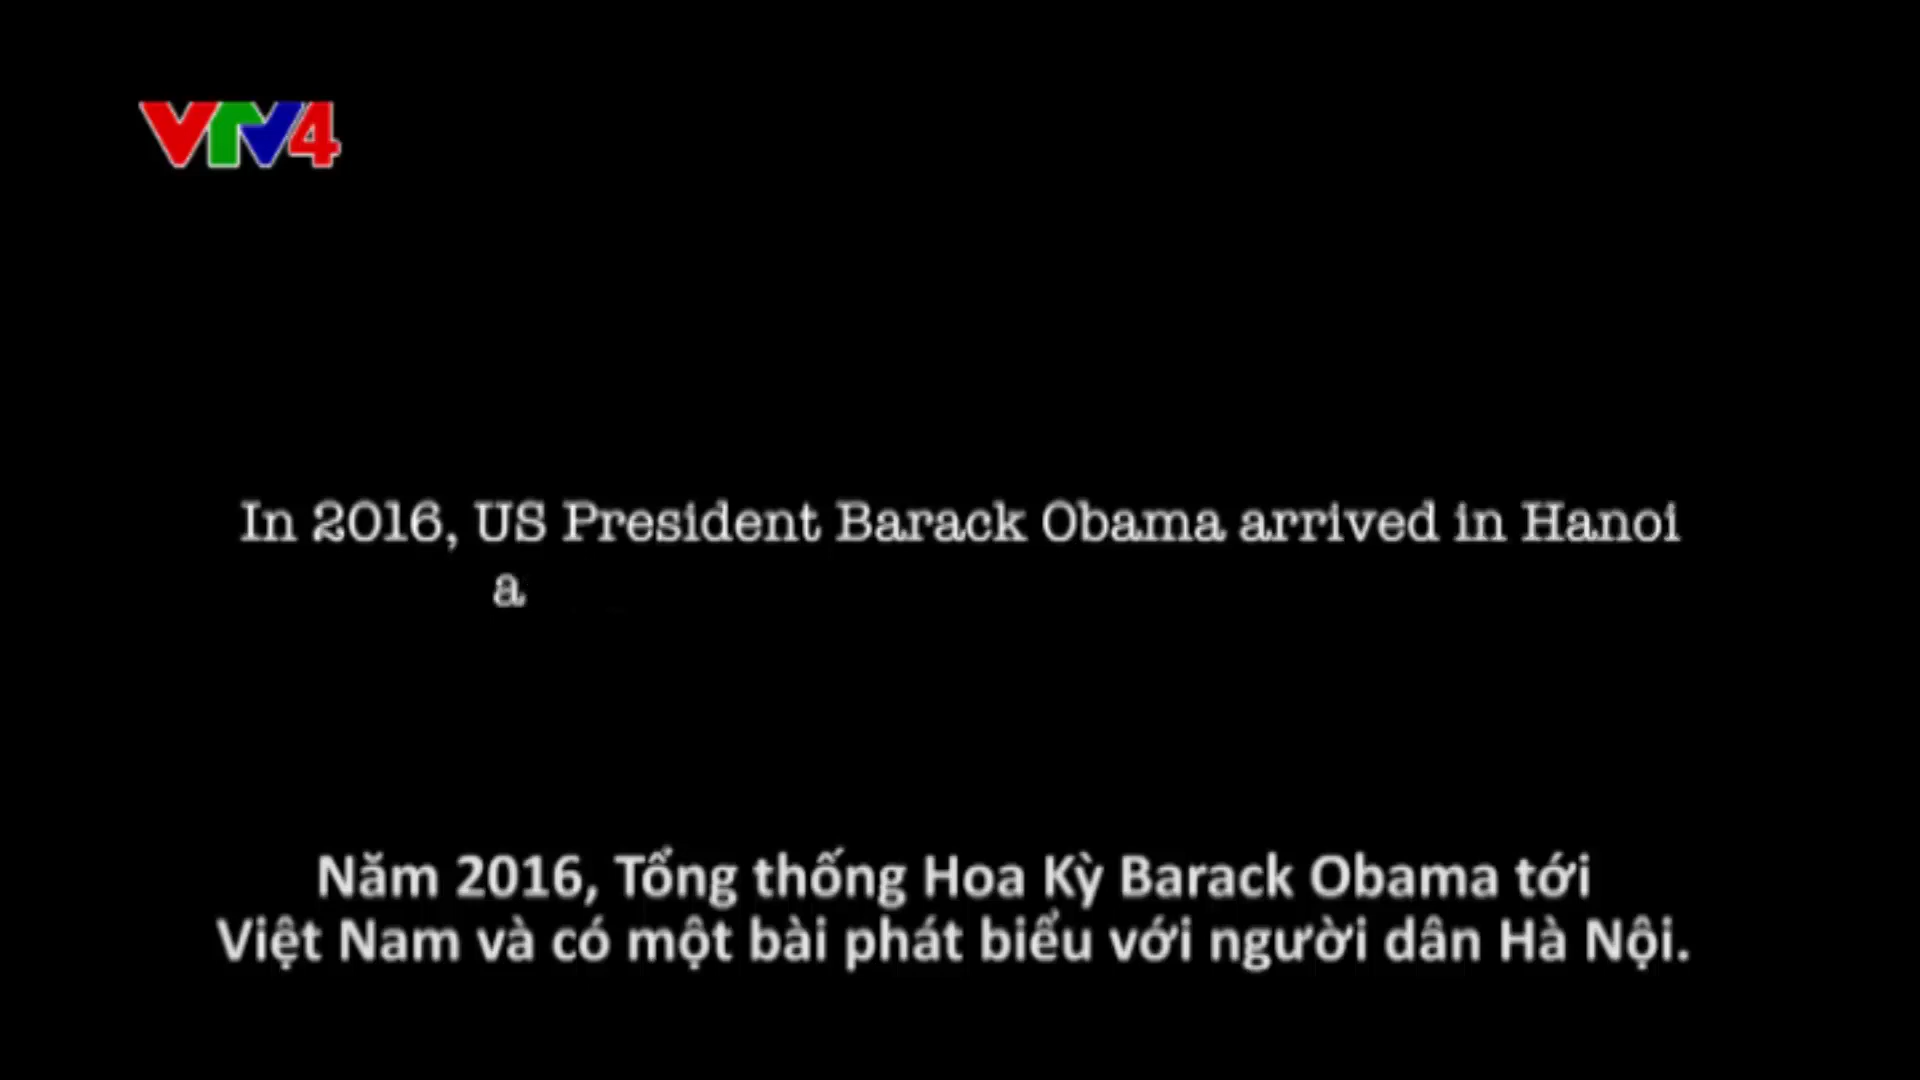 VTV4
In 2016, US President Barack Obama arrived in Hanoi
a
Năm 2016, Tổng thống Hoa Kỳ Barack Obama tới
Việt Nam và có một bài phát biểu với người dân Hà Nội.